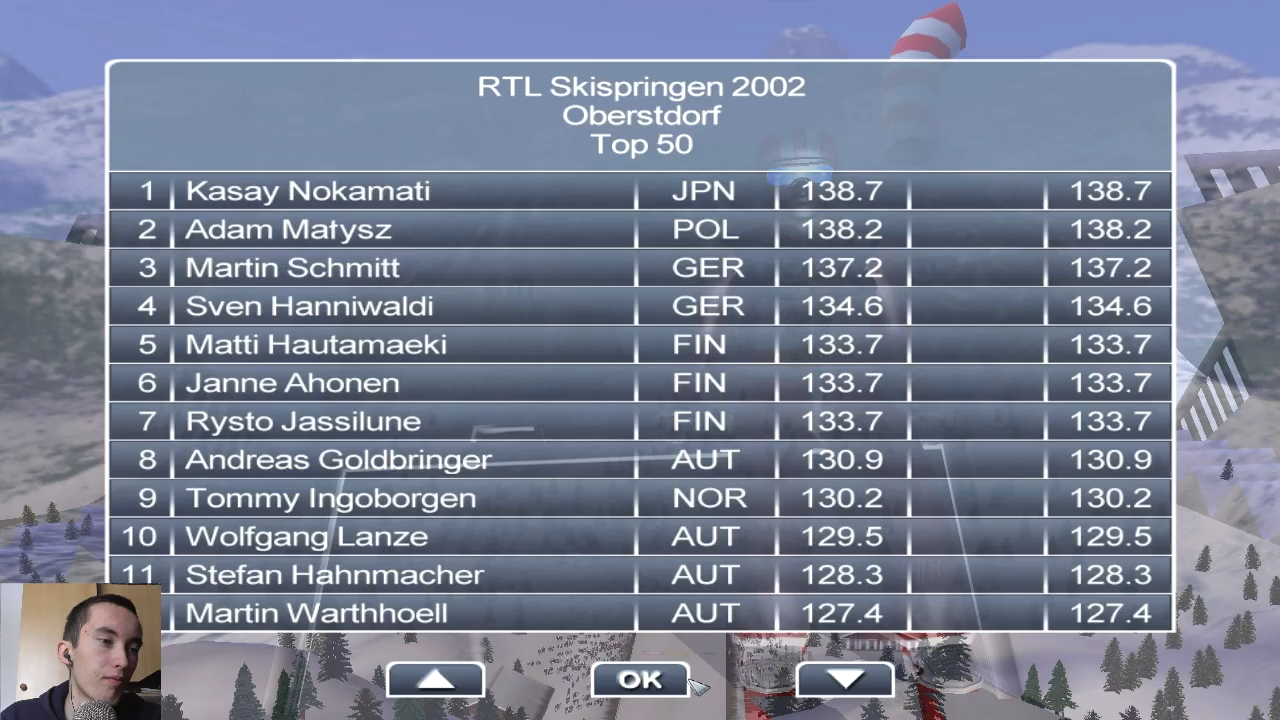 RTL Skispringen 2002
Oberstdorf
Top 50
1 Kasay Nokamati JPN 138.7 138.7
2 Adam Małysz POL 138.2 138.2
3 Martin Schmitt GER 137.2 137.2
4 Sven Hanniwaldi GER 134.6 134.6
5 Matti Hautamaeki FIN 133.7 133.7
6 Janne Ahonen FIN 133.7 133.7
7 Rysto Jassilune FIN 133.7 133.7
8 Andreas Goldbringer AUT 130.9 130.9
9 Tommy Ingoborgen NOR 130.2 130.2
10 Wolfgang Lanze AUT 129.5 129.5
11 Stefan Hahnmacher AUT 128.3 128.3
Martin Warthhoell AUT 127.4 127.4
OK